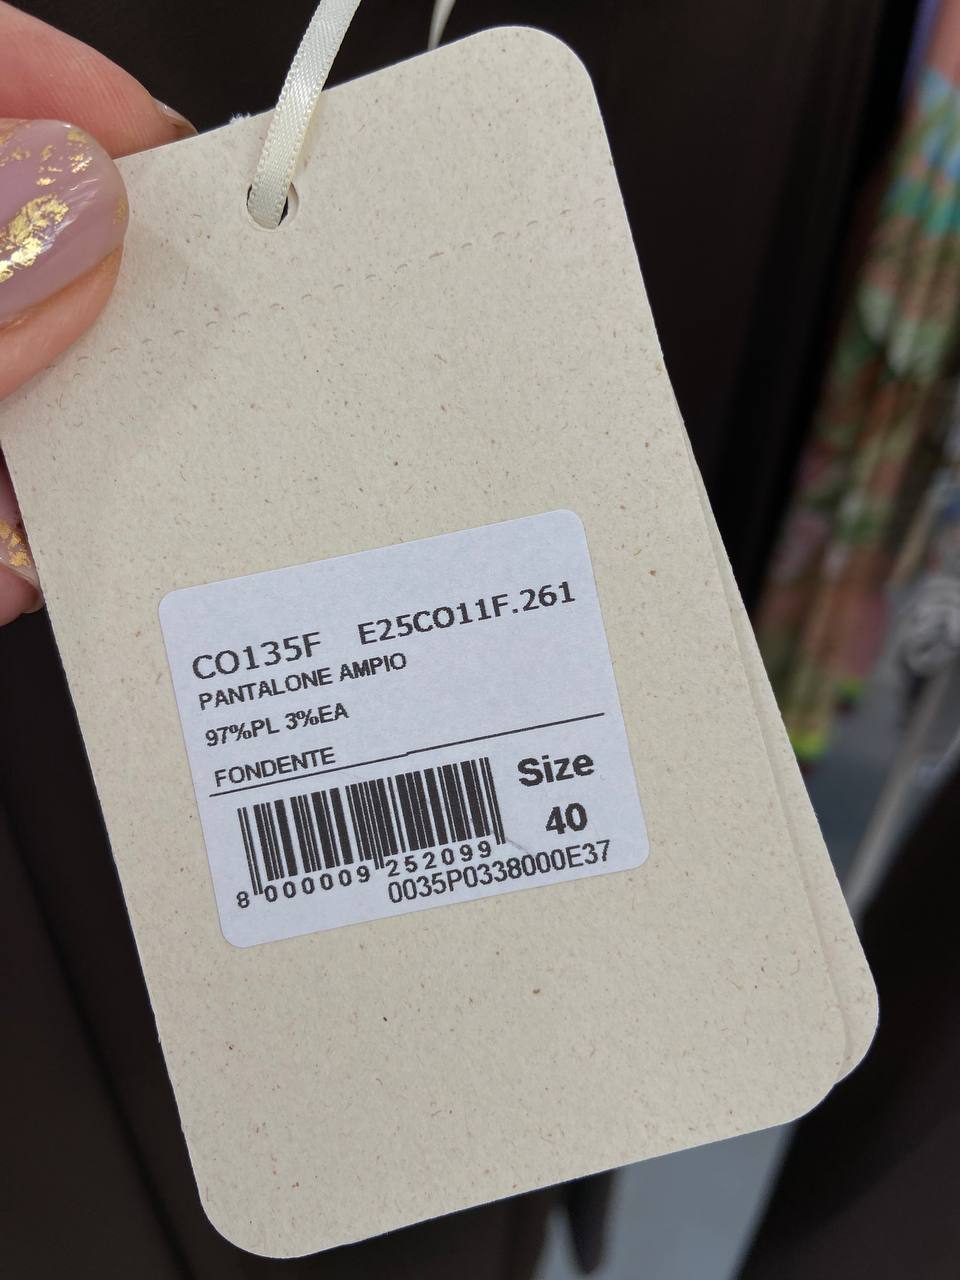 CO135F E25CO11F.261
PANTALONE AMPIO
97%PL 3%EA
FONDENTE
Size
40
8 000009 252099
0035P0338000E37